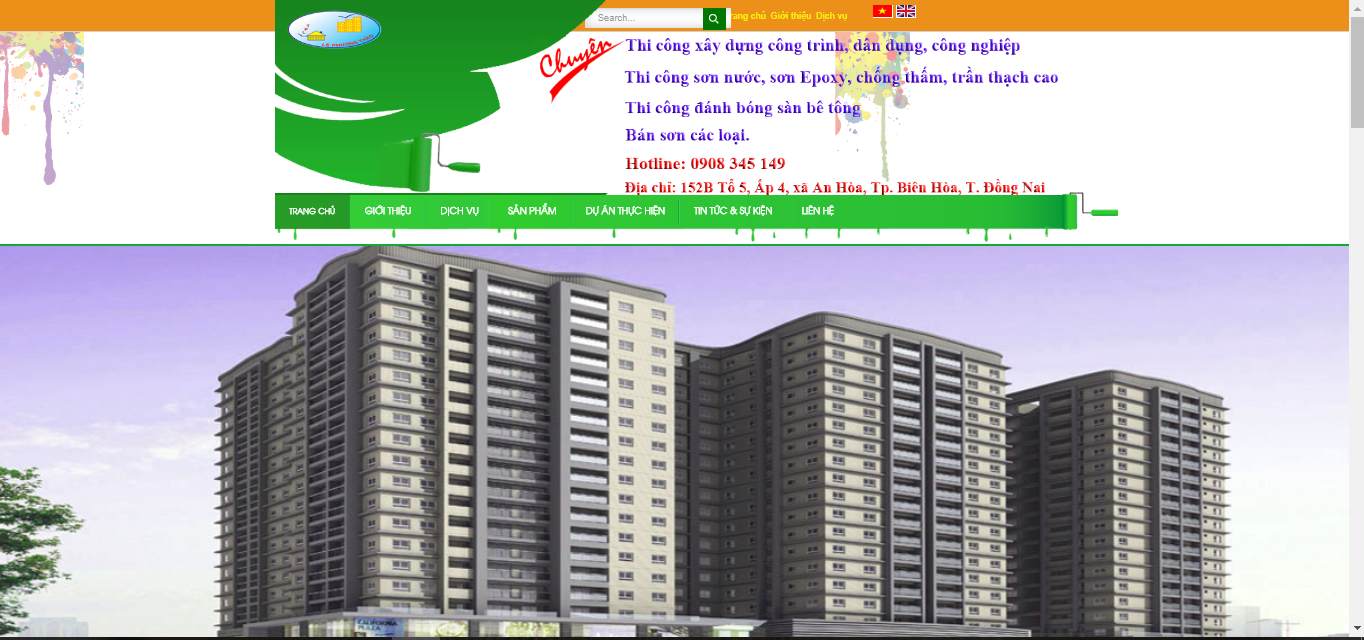 Search...
rang chủ Giới thiệu Dịch vụ
Chuyên
Thi công xây dựng công trình, dân dụng, công nghiệp
Thi công sơn nước, sơn Epoxy, chống thấm, trần thạch cao
Thi công đánh bóng sàn bê tông
Bán sơn các loại.
Hotline: 0908 345 149
Địa chỉ: 152B Tổ 5, Ấp 4, xã An Hòa, Tp. Biên Hòa, T. Đồng Nai
TRANG CHỦ GIỚI THIỆU DỊCH VỤ SẢN PHẨM DỰ ÁN THỰC HIỆN TIN TỨC & SỰ KIỆN LIÊN HỆ
CALIFORNIA
PLAZA